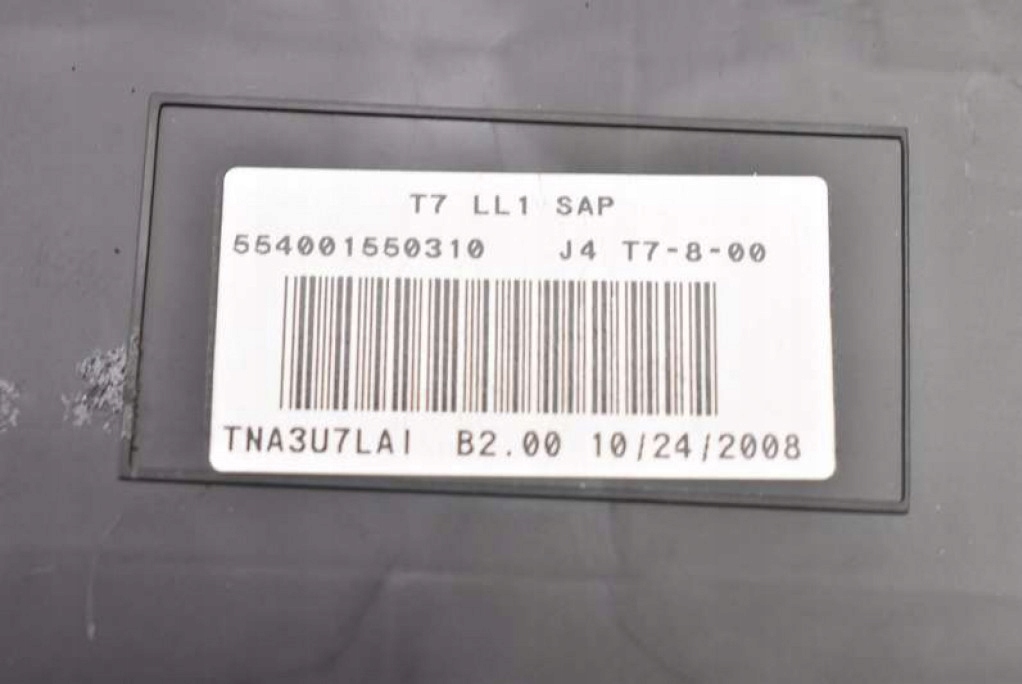 T7 LL1 SAP
554001550310 J4 T7-8-00
TNA3U7LAI B2.00 10/24/2008